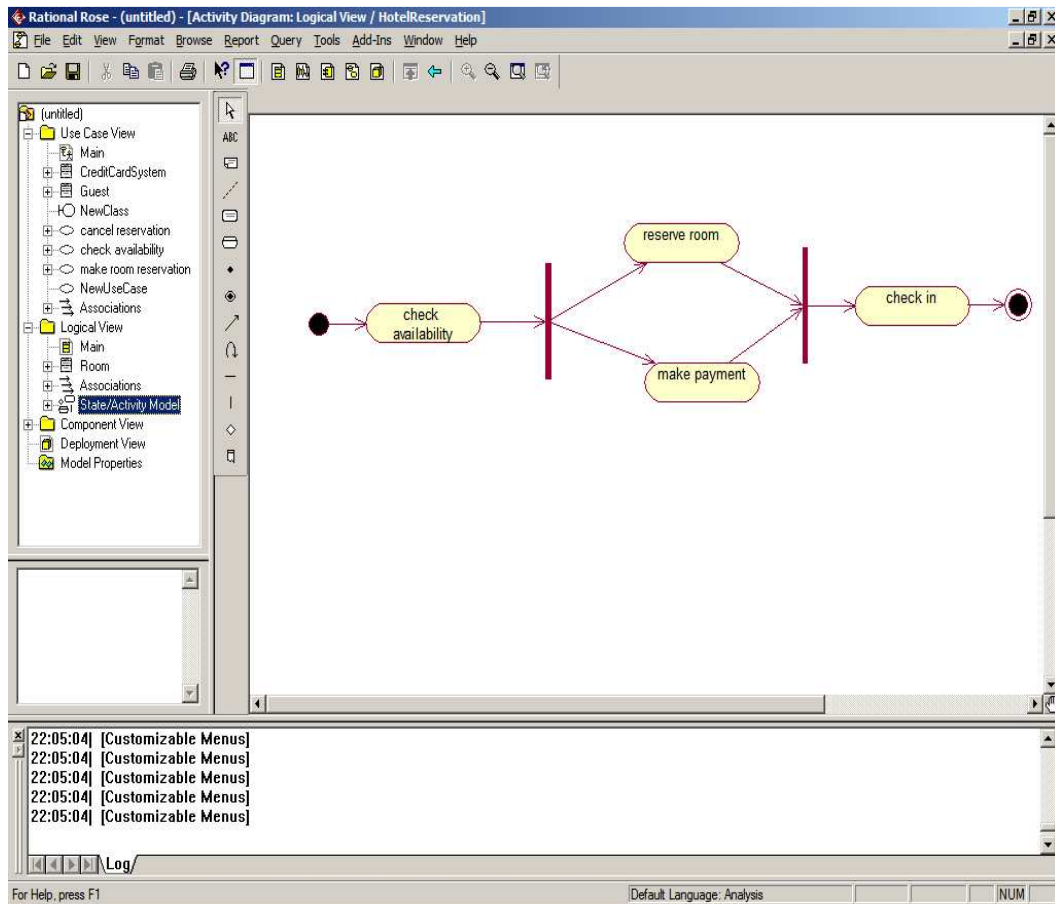 Rational Rose - (untitled) - [Activity Diagram: Logical View / HotelReservation]
File Edit View Format Browse Report Query Tools Add-Ins Window Help
(untitled)
Use Case View
Main
CreditCardSystem
Guest
NewClass
cancel reservation
check availability
make room reservation
NewUseCase
Associations
Logical View
Main
Room
Associations
State/Activity Model
Component View
Deployment View
Model Properties
ABC
reserve room
check
availability
check in
make payment
22:05:04| [Customizable Menus]
22:05:04| [Customizable Menus]
22:05:04| [Customizable Menus]
22:05:04| [Customizable Menus]
22:05:04| [Customizable Menus]
Log
For Help, press F1
Default Language: Analysis
NUM